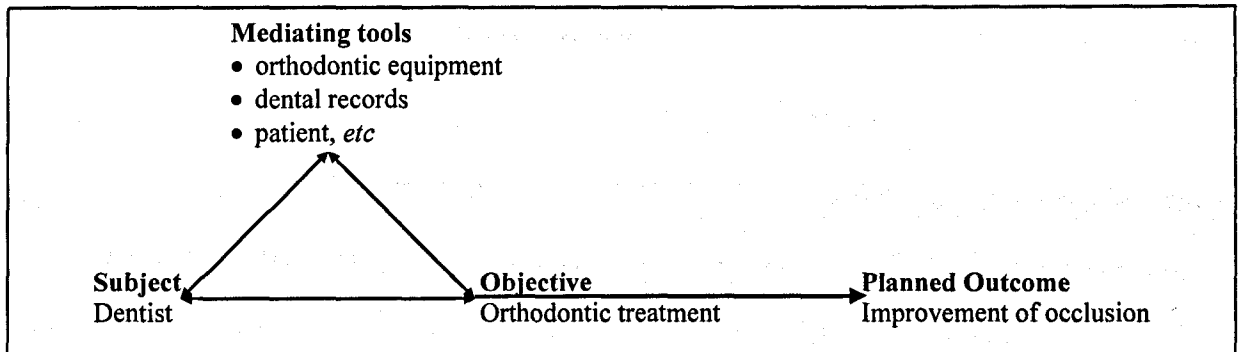 Mediating tools
• orthodontic equipment
• dental records
• patient, etc
Subject
Dentist
Objective
Orthodontic treatment
Planned Outcome
Improvement of occlusion